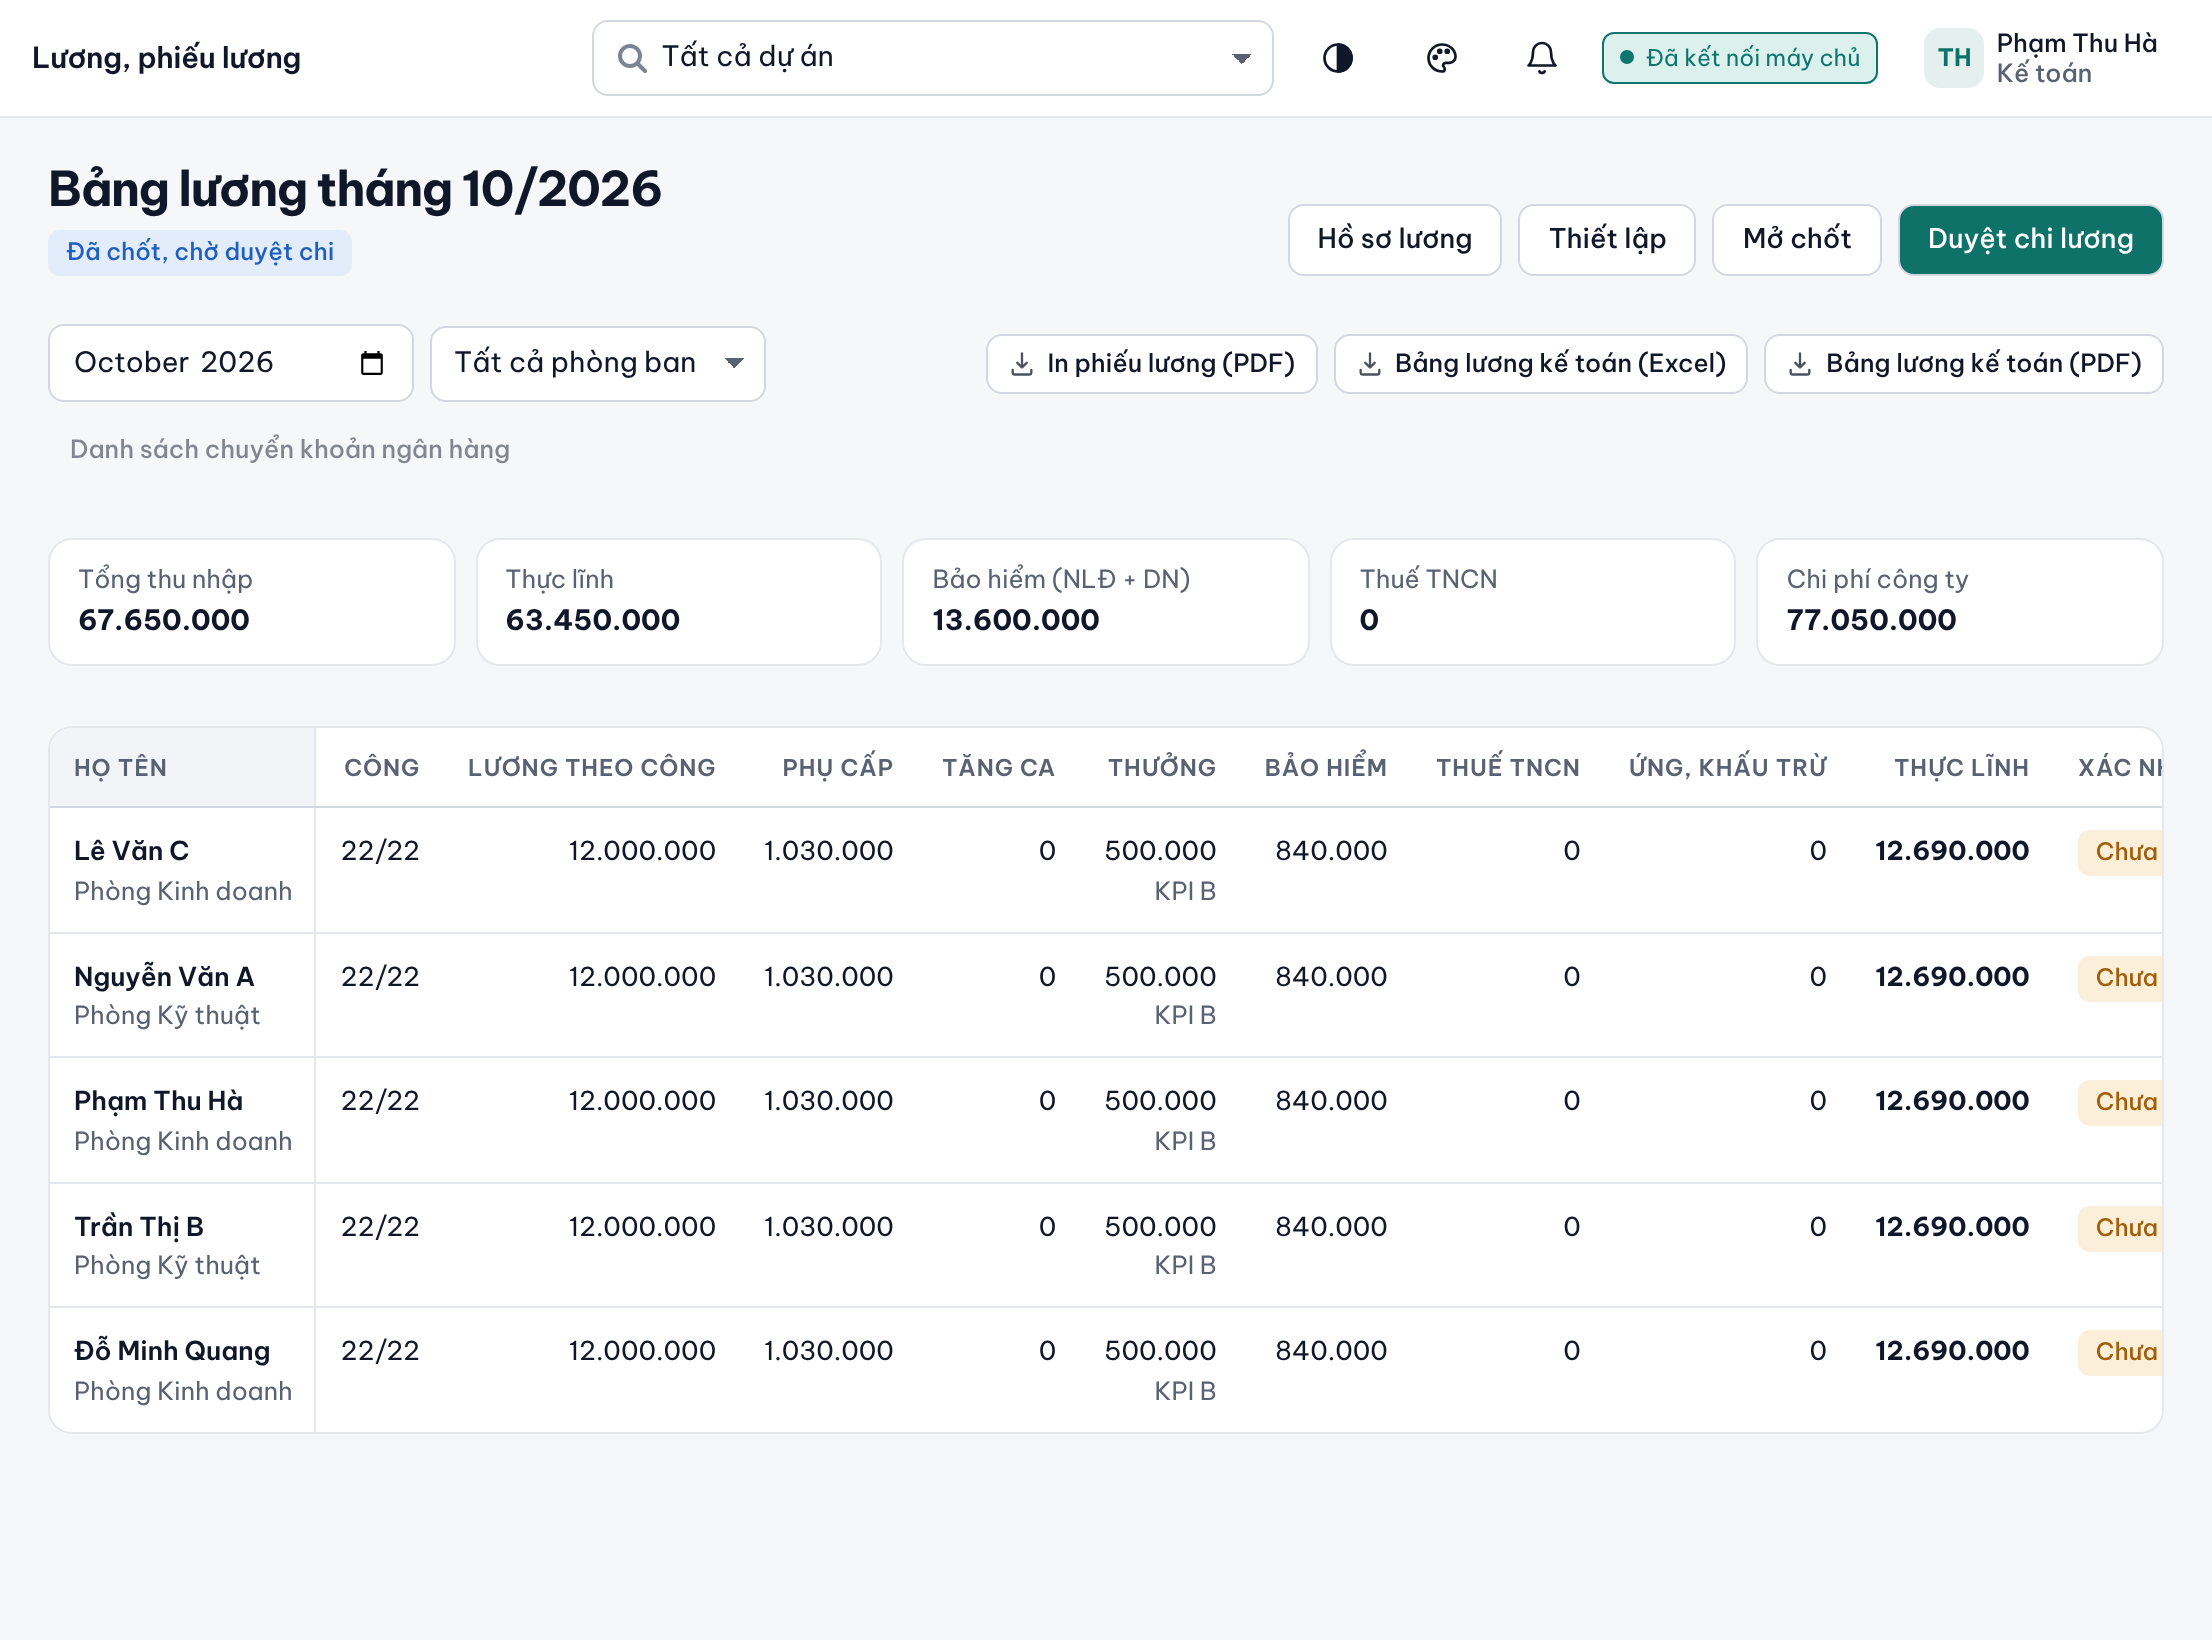 Lương, phiếu lương
Tất cả dự án
Đã kết nối máy chủ
TH
Phạm Thu Hà
Kế toán
Bảng lương tháng 10/2026
Đã chốt, chờ duyệt chi
Hồ sơ lương
Thiết lập
Mở chốt
Duyệt chi lương
October 2026
Tất cả phòng ban
In phiếu lương (PDF)
Bảng lương kế toán (Excel)
Bảng lương kế toán (PDF)
Danh sách chuyển khoản ngân hàng
Tổng thu nhập
67.650.000
Thực lĩnh
63.450.000
Bảo hiểm (NLĐ + DN)
13.600.000
Thuế TNCN
0
Chi phí công ty
77.050.000
HỌ TÊN CÔNG LƯƠNG THEO CÔNG PHỤ CẤP TĂNG CA THƯỞNG BẢO HIỂM THUẾ TNCN ỨNG, KHẤU TRỪ THỰC LĨNH XÁC
Lê Văn C 22/22 12.000.000 1.030.000 0 500.000 840.000 0 0 12.690.000 Chưa
Phòng Kinh doanh KPI B
Nguyễn Văn A 22/22 12.000.000 1.030.000 0 500.000 840.000 0 0 12.690.000 Chưa
Phòng Kỹ thuật KPI B
Phạm Thu Hà 22/22 12.000.000 1.030.000 0 500.000 840.000 0 0 12.690.000 Chưa
Phòng Kinh doanh KPI B
Trần Thị B 22/22 12.000.000 1.030.000 0 500.000 840.000 0 0 12.690.000 Chưa
Phòng Kỹ thuật KPI B
Đỗ Minh Quang 22/22 12.000.000 1.030.000 0 500.000 840.000 0 0 12.690.000 Chưa
Phòng Kinh doanh KPI B